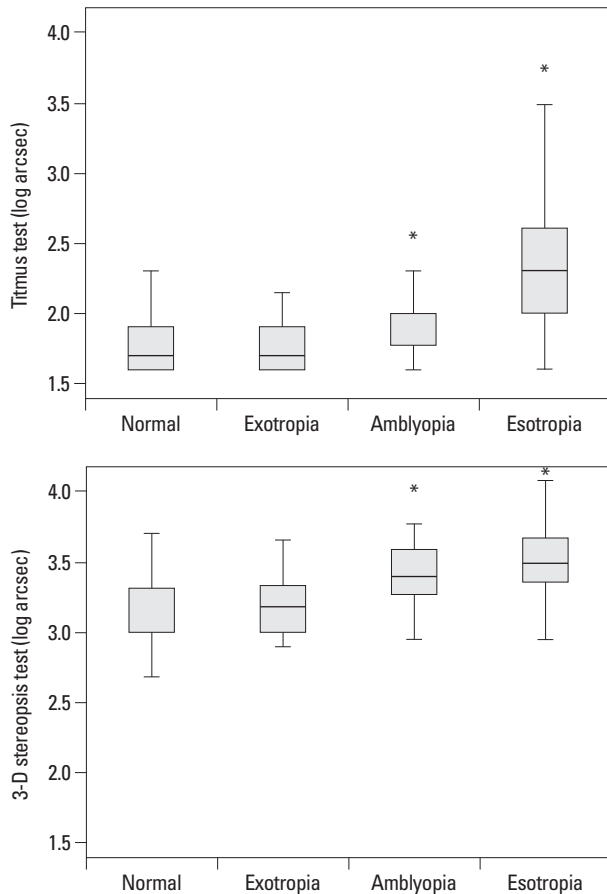 Titmus test (log arcsec)
4.0
3.5
3.0
2.5
2.0
1.5
*
*
Normal
Exotropia
Amblyopia
Esotropia
3-D stereopsis test (log arcsec)
4.0
3.5
3.0
2.5
2.0
1.5
*
*
Normal
Exotropia
Amblyopia
Esotropia